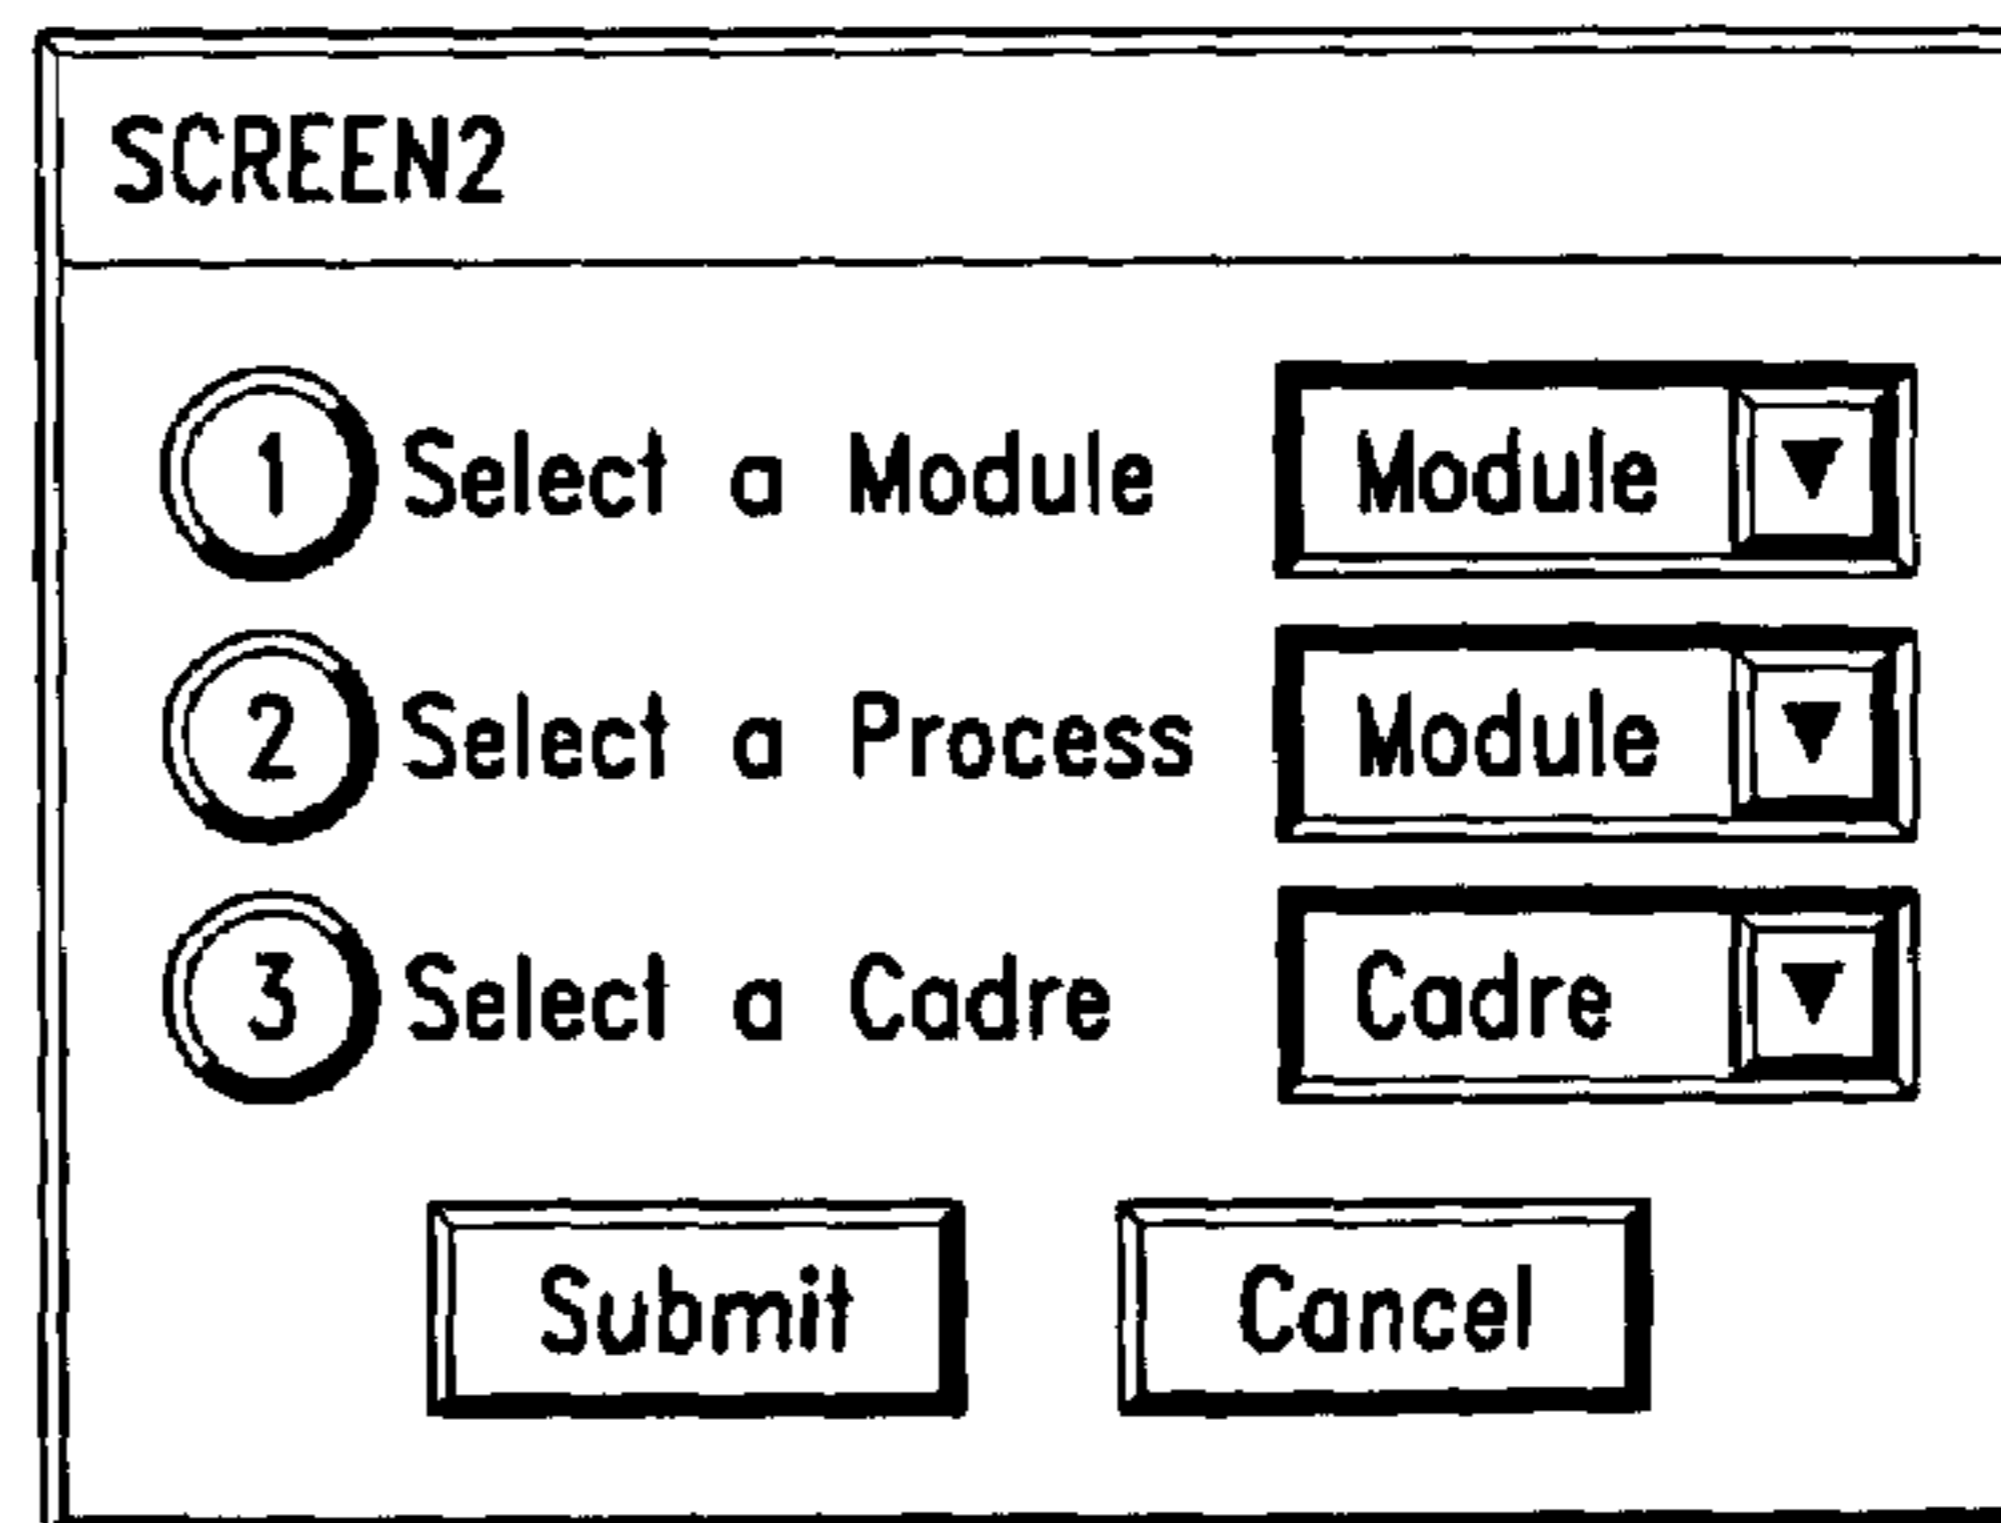 SCREEN2
1 Select a Module Module
2 Select a Process Module
3 Select a Cadre Cadre
Submit Cancel